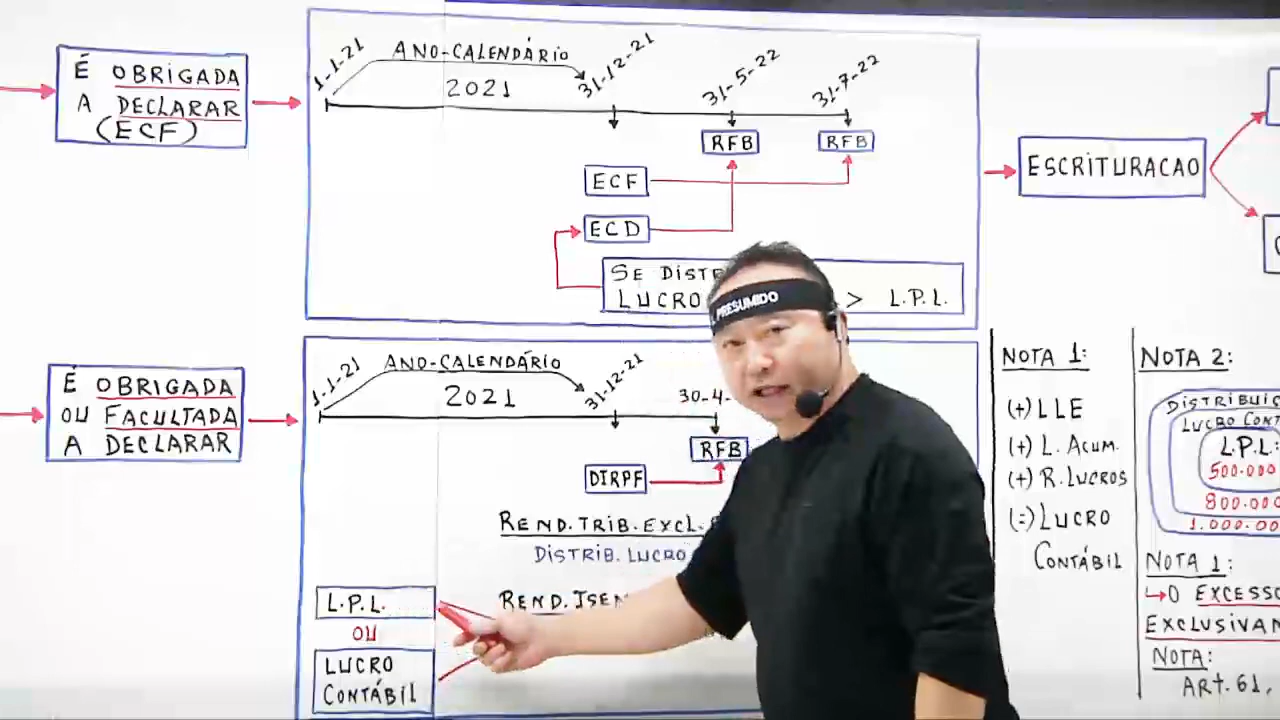 É OBRIGADA
A DECLARAR
(ECF)
1-1-21
ANO-CALENDÁRIO
2021
31-12-21
31-5-22
31-7-22
RFB
RFB
ECF
ECD
SE DISTR
LUCRO
> L.P.L.
ESCRITURACAO
PRESUMIDO
É OBRIGADA
OU FACULTADA
A DECLARAR
1-1-21
ANO-CALENDÁRIO
2021
31-12-21
30-4-
RFB
DIRPF
REND.TRIB.EXCL.
DISTRIB.LUCRO
REND.ISEN
L.P.L.
OU
LUCRO
CONTÁBIL
NOTA 1:
(+) LLE
(+) L. ACUM.
(+) R.LUCROS
(=) LUCRO
CONTÁBIL
NOTA 2:
DISTRIBUIÇ
LUCRO CONT
L.P.L:
500.000
800.000
1.000.00
NOTA 1:
↳O EXCESSO
EXCLUSIVAM
NOTA:
ART.61,